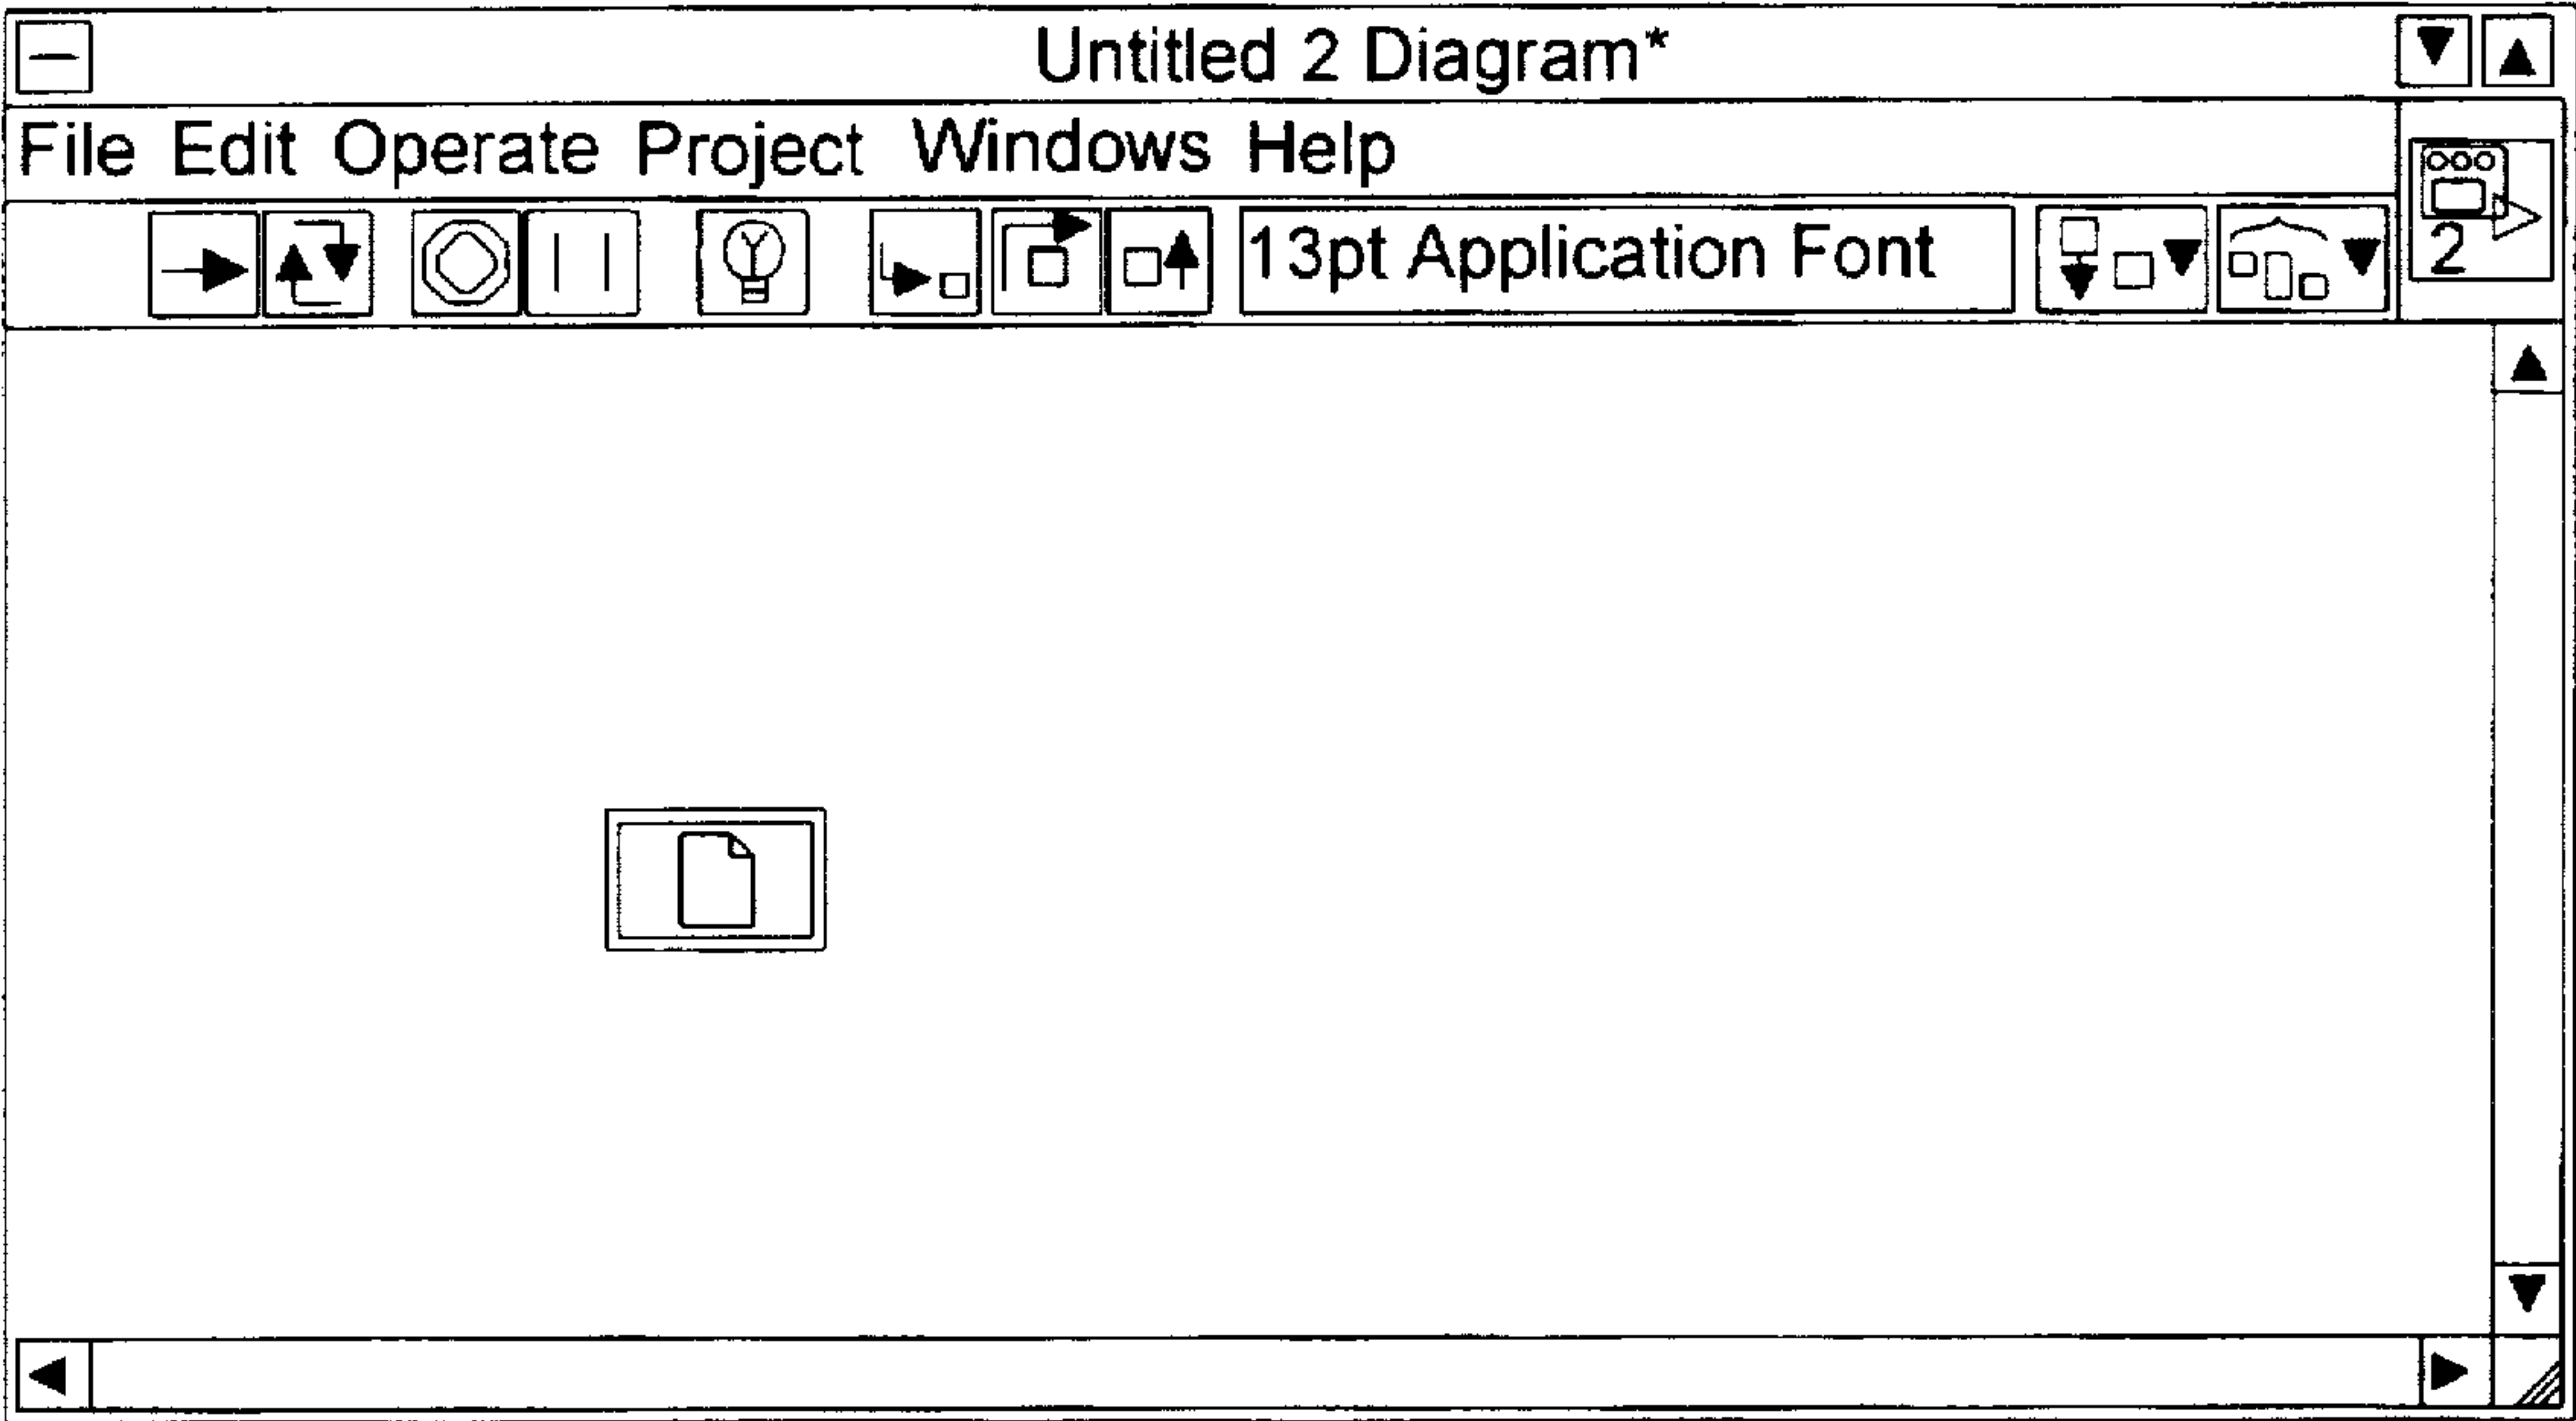 Untitled 2 Diagram*
File Edit Operate Project Windows Help
13pt Application Font
2